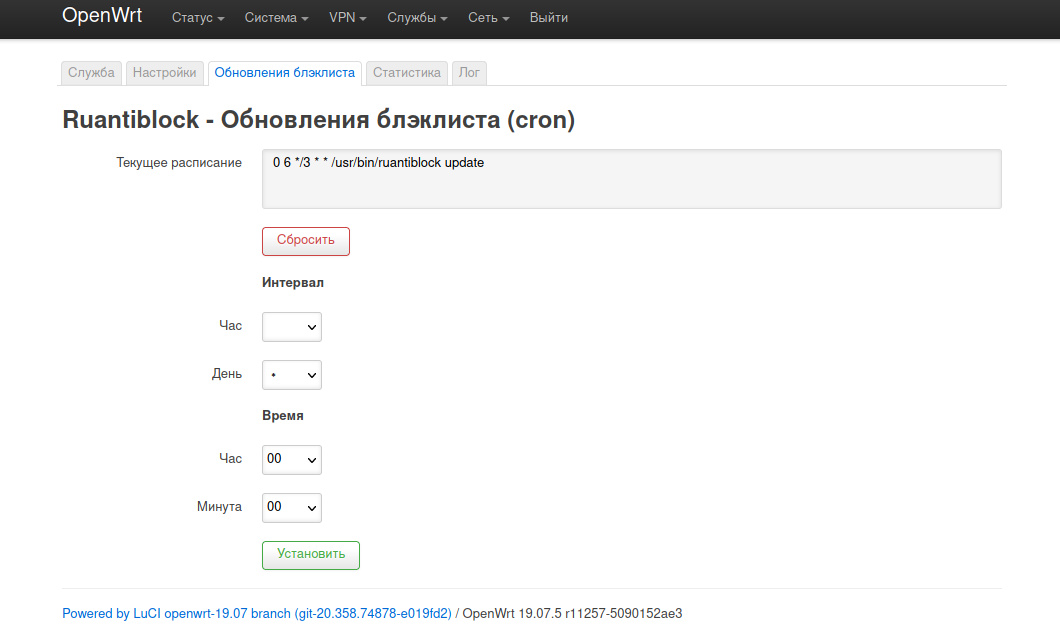 OpenWrt Статус Система VPN Службы Сеть Выйти
Служба Настройки Обновления блэклиста Статистика Лог
Ruantiblock - Обновления блэклиста (cron)
Текущее расписание 0 6 */3 * * /usr/bin/ruantiblock update
Сбросить
Интервал
Час
День *
Время
Час 00
Минута 00
Установить
Powered by LuCI openwrt-19.07 branch (git-20.358.74878-e019fd2) / OpenWrt 19.07.5 r11257-5090152ae3